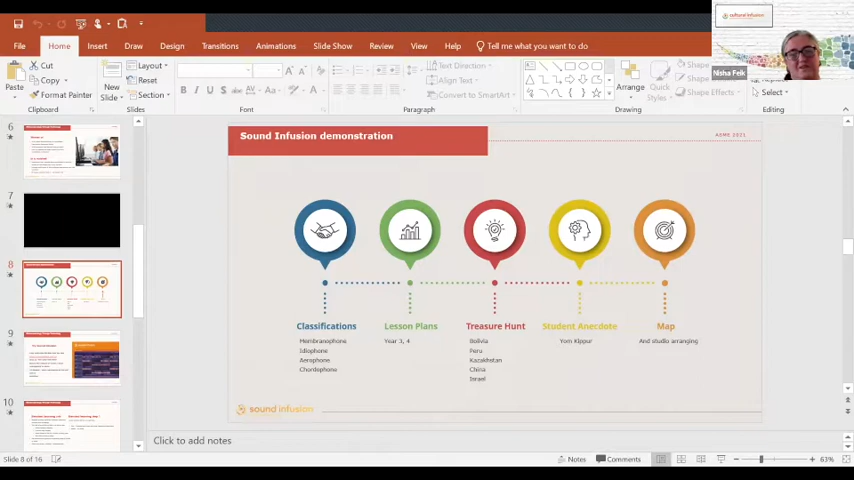 cultural infusion
Nisha Feik
File Home Insert Draw Design Transitions Animations Slide Show Review View Help Tell me what you want to do
Paste
Cut
Copy
Format Painter
Clipboard
New
Slide
Layout
Reset
Section
Slides
Font
Text Direction
Align Text
Convert to SmartArt
Paragraph
Arrange
Quick
Styles
Shape
Shape
Shape Effects
Drawing
Select
Editing
6
7
8
9
10
Sound Infusion demonstration
ASME 2021
Classifications
Membranophone
Idiophone
Aerophone
Chordophone
Lesson Plans
Year 3, 4
Treasure Hunt
Bolivia
Peru
Kazakhstan
China
Israel
Student Anecdote
Yom Kippur
Map
And studio arranging
sound infusion
Click to add notes
Slide 8 of 16
Notes
Comments
63%